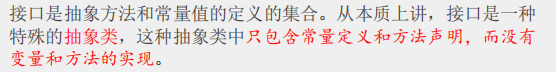 接口是抽象方法和常量值的定义的集合。从本质上讲，接口是一种
特殊的抽象类，这种抽象类中只包含常量定义和方法声明，而没有
变量和方法的实现。